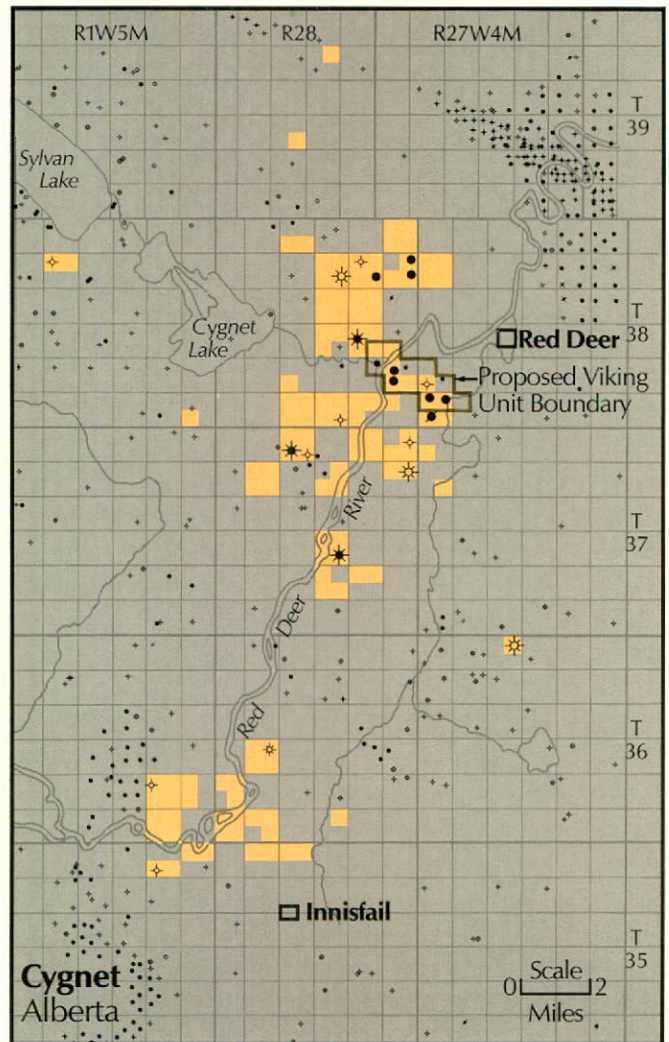 R1W5M R28 R27W4M
T
39
Sylvan
Lake
T
38
Cygnet
Lake
Red Deer
Proposed Viking
Unit Boundary
River
T
37
Deer
Red
T
36
Innisfail
T
35
Cygnet
Alberta
Scale
0 2
Miles